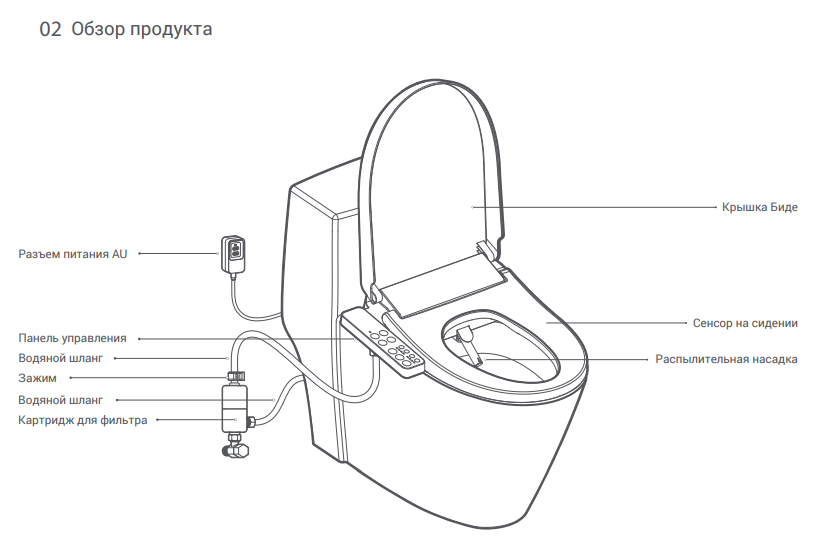 02 Обзор продукта
Крышка Биде
Разъем питания AU
Сенсор на сидении
Панель управления
Водяной шланг
Распылительная насадка
Зажим
Водяной шланг
Картридж для фильтра